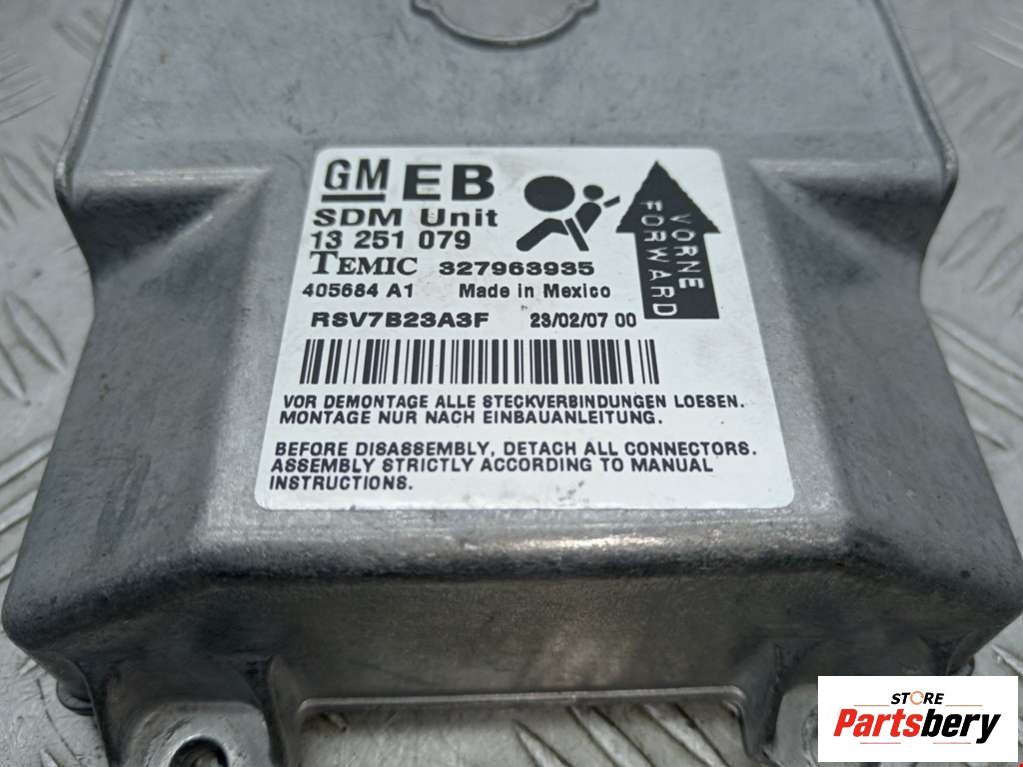 GM EB
SDM Unit
13 251 079
TEMIC 327963935
405684 A1 Made in Mexico
RSV7B23A3F 23/02/07 00
VORNE
FORWARD
VOR DEMONTAGE ALLE STECKVERBINDUNGEN LOESEN.
MONTAGE NUR NACH EINBAUANLEITUNG.
BEFORE DISASSEMBLY, DETACH ALL CONNECTORS.
ASSEMBLY STRICTLY ACCORDING TO MANUAL
INSTRUCTIONS.
STORE
Partsbery